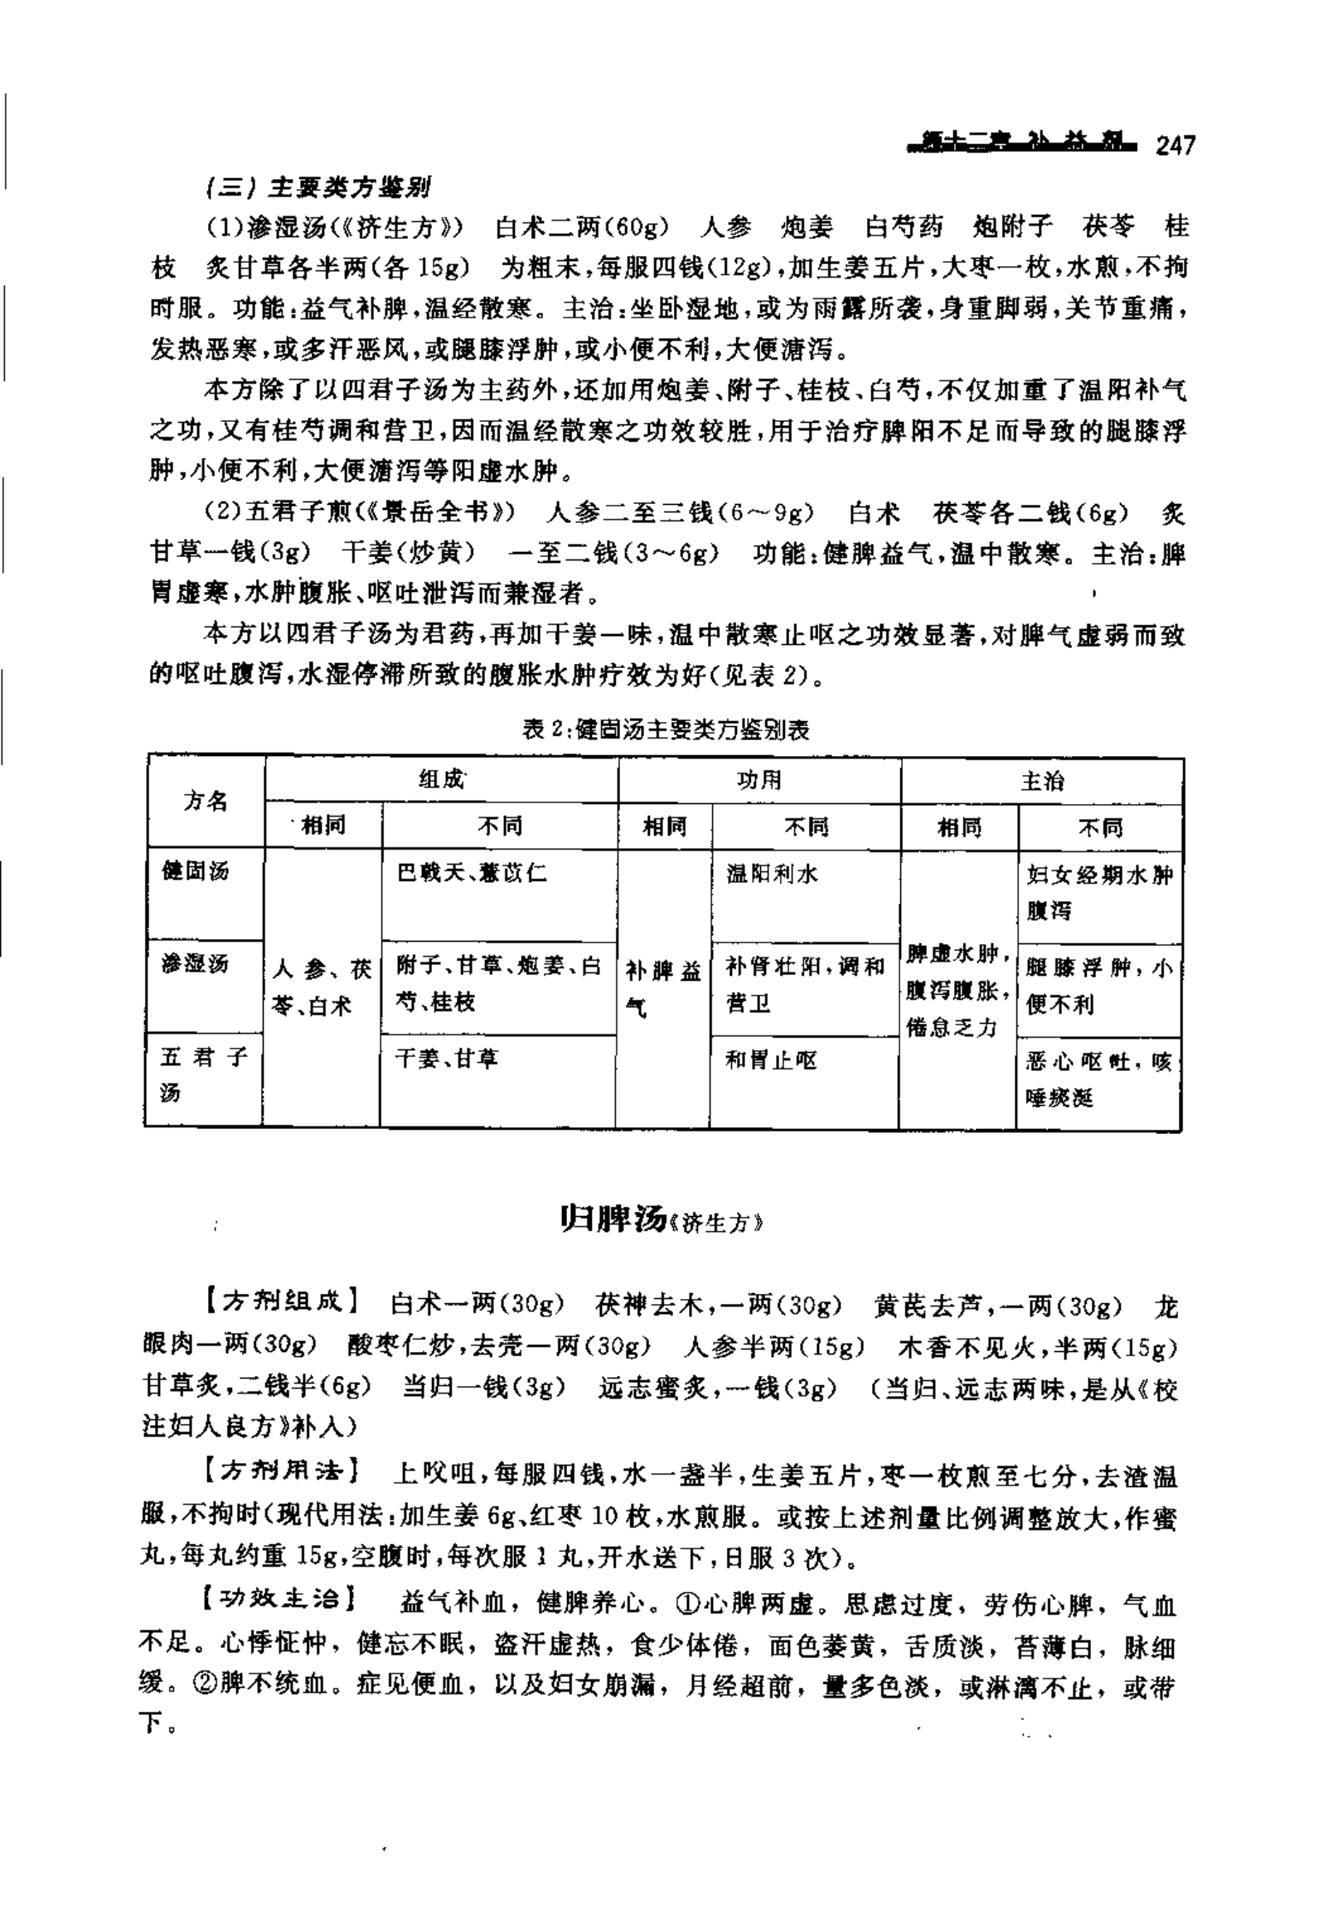 第十二章 补益剂 247
(三) 主要类方鉴别
(1)渗湿汤(《济生方》) 白术二两(60g) 人参 炮姜 白芍药 炮附子 茯苓 桂
枝 炙甘草各半两(各15g) 为粗末,每服四钱(12g),加生姜五片,大枣一枚,水煎,不拘
时服。功能:益气补脾,温经散寒。主治:坐卧湿地,或为雨露所袭,身重脚弱,关节重痛,
发热恶寒,或多汗恶风,或腿膝浮肿,或小便不利,大便溏泻。
本方除了以四君子汤为主药外,还加用炮姜、附子、桂枝、白芍,不仅加重了温阳补气
之功,又有桂芍调和营卫,因而温经散寒之功效较胜,用于治疗脾阳不足而导致的腿膝浮
肿,小便不利,大便溏泻等阳虚水肿。
(2)五君子煎(《景岳全书》) 人参二至三钱(6～9g) 白术 茯苓各二钱(6g) 炙
甘草一钱(3g) 干姜(炒黄) 一至二钱(3～6g) 功能:健脾益气,温中散寒。主治:脾
胃虚寒,水肿腹胀、呕吐泄泻而兼湿者。
本方以四君子汤为君药,再加干姜一味,温中散寒止呕之功效显著,对脾气虚弱而致
的呕吐腹泻,水湿停滞所致的腹胀水肿疗效为好(见表2)。
表2:健固汤主要类方鉴别表
方名 组成 功用 主治
相同 不同 相同 不同 相同 不同
健固汤 巴戟天、薏苡仁 温阳利水 妇女经期水肿
腹泻
渗湿汤 人参、茯 附子、甘草、炮姜、白 补脾益 补肾壮阳,调和 脾虚水肿, 腿膝浮肿,小
苓、白术 芍、桂枝 气 营卫 腹泻腹胀, 便不利
倦怠乏力
五君子 干姜、甘草 和胃止呕 恶心呕吐,咳
汤 唾痰涎
归脾汤《济生方》
【方剂组成】 白术一两(30g) 茯神去木,一两(30g) 黄芪去芦,一两(30g) 龙
眼肉一两(30g) 酸枣仁炒,去壳一两(30g) 人参半两(15g) 木香不见火,半两(15g)
甘草炙,二钱半(6g) 当归一钱(3g) 远志蜜炙,一钱(3g) (当归、远志两味,是从《校
注妇人良方》补入)
【方剂用法】 上㕮咀,每服四钱,水一盏半,生姜五片,枣一枚煎至七分,去渣温
服,不拘时(现代用法:加生姜6g、红枣10枚,水煎服。或按上述剂量比例调整放大,作蜜
丸,每丸约重15g,空腹时,每次服1丸,开水送下,日服3次)。
【功效主治】 益气补血，健脾养心。①心脾两虚。思虑过度，劳伤心脾，气血
不足。心悸怔忡，健忘不眠，盗汗虚热，食少体倦，面色萎黄，舌质淡，苔薄白，脉细
缓。②脾不统血。症见便血，以及妇女崩漏，月经超前，量多色淡，或淋漓不止，或带
下。